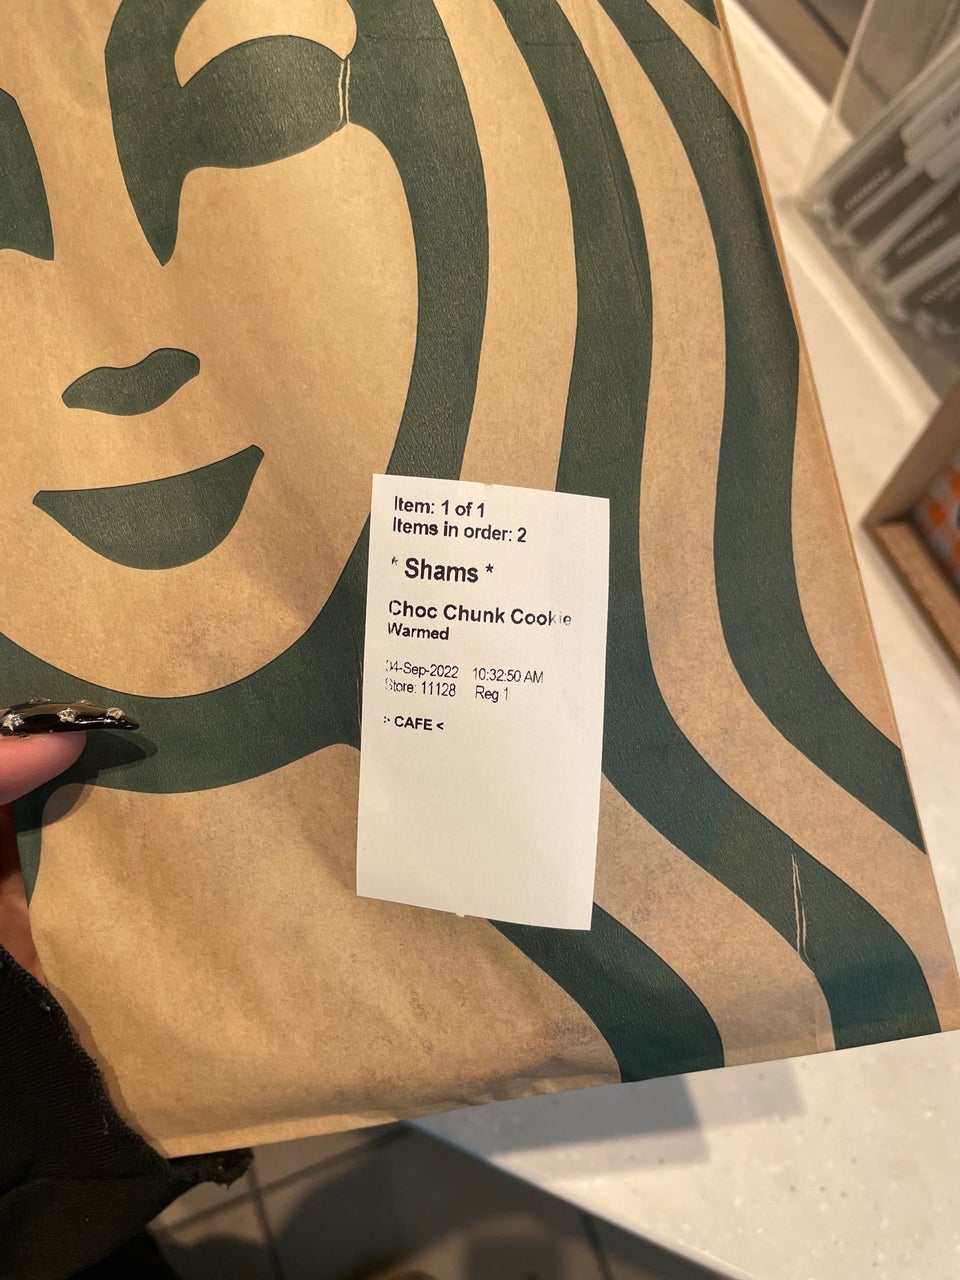 Item: 1 of 1
Items in order: 2
* Shams *
Choc Chunk Cookie
Warmed
04-Sep-2022 10:32:50 AM
Store: 11128 Reg 1
> CAFE <